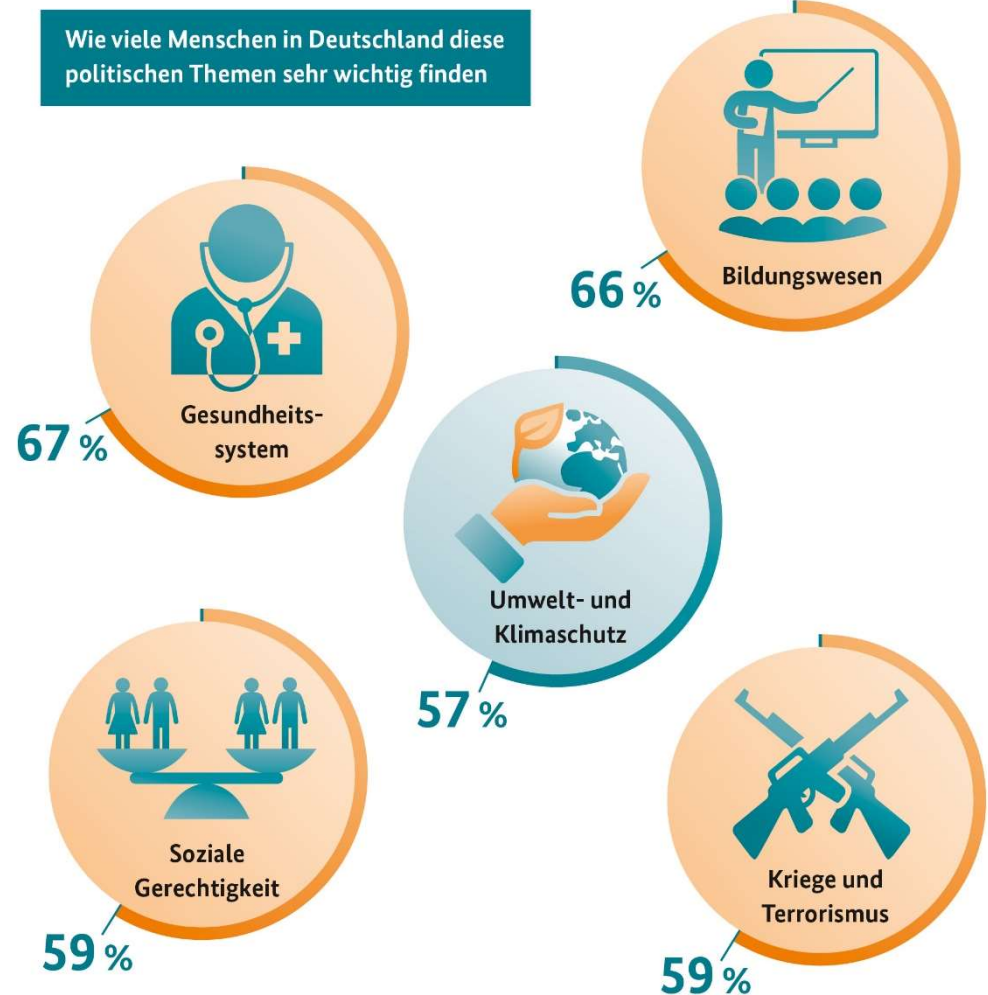 Wie viele Menschen in Deutschland diese
politischen Themen sehr wichtig finden
Bildungswesen
66 %
Gesundheits-
system
67 %
Umwelt- und
Klimaschutz
57 %
Soziale
Gerechtigkeit
59 %
Kriege und
Terrorismus
59 %